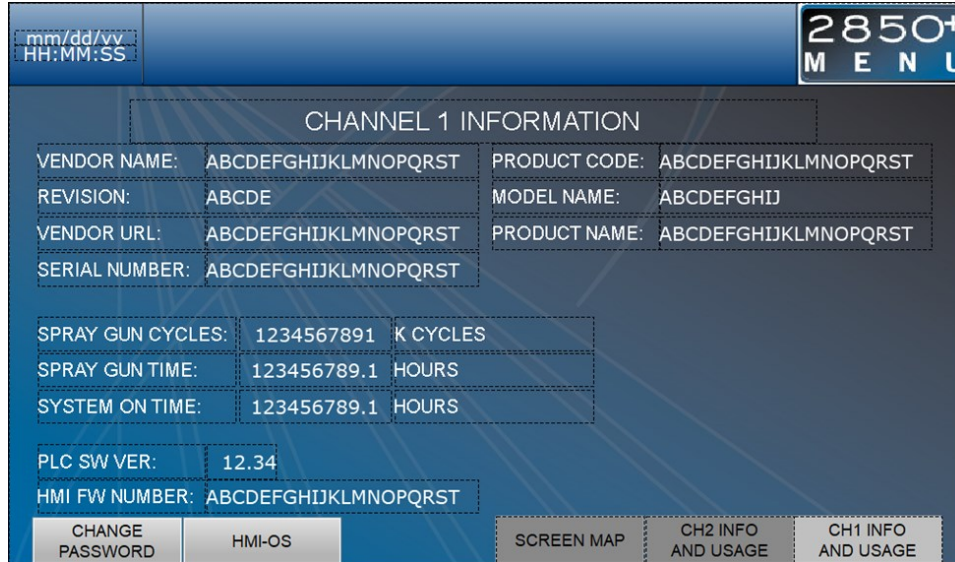 mm/dd/yy
HH:MM:SS
2850+
MENU
CHANNEL 1 INFORMATION
VENDOR NAME: ABCDEFGHIJKLMNOPQRST PRODUCT CODE: ABCDEFGHIJKLMNOPQRST
REVISION: ABCDE MODEL NAME: ABCDEFGHIJ
VENDOR URL: ABCDEFGHIJKLMNOPQRST PRODUCT NAME: ABCDEFGHIJKLMNOPQRST
SERIAL NUMBER: ABCDEFGHIJKLMNOPQRST
SPRAY GUN CYCLES: 1234567891 K CYCLES
SPRAY GUN TIME: 123456789.1 HOURS
SYSTEM ON TIME: 123456789.1 HOURS
PLC SW VER: 12.34
HMI FW NUMBER: ABCDEFGHIJKLMNOPQRST
CHANGE
PASSWORD
HMI-OS
SCREEN MAP
CH2 INFO
AND USAGE
CH1 INFO
AND USAGE